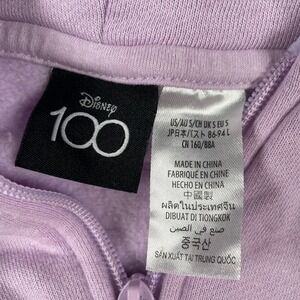 Disney
100
US/AU S/CH UK S EU S
JP日本/バスト 86-94 L
CN 160/88A
MADE IN CHINA
FABRIQUÉ EN CHINE
HECHO EN CHINA
中國製
ผลิตในประเทศจีน
DIBUAT DI TIONGKOK
صنع في الصين
중국산
SẢN XUẤT TẠI TRUNG QUỐC